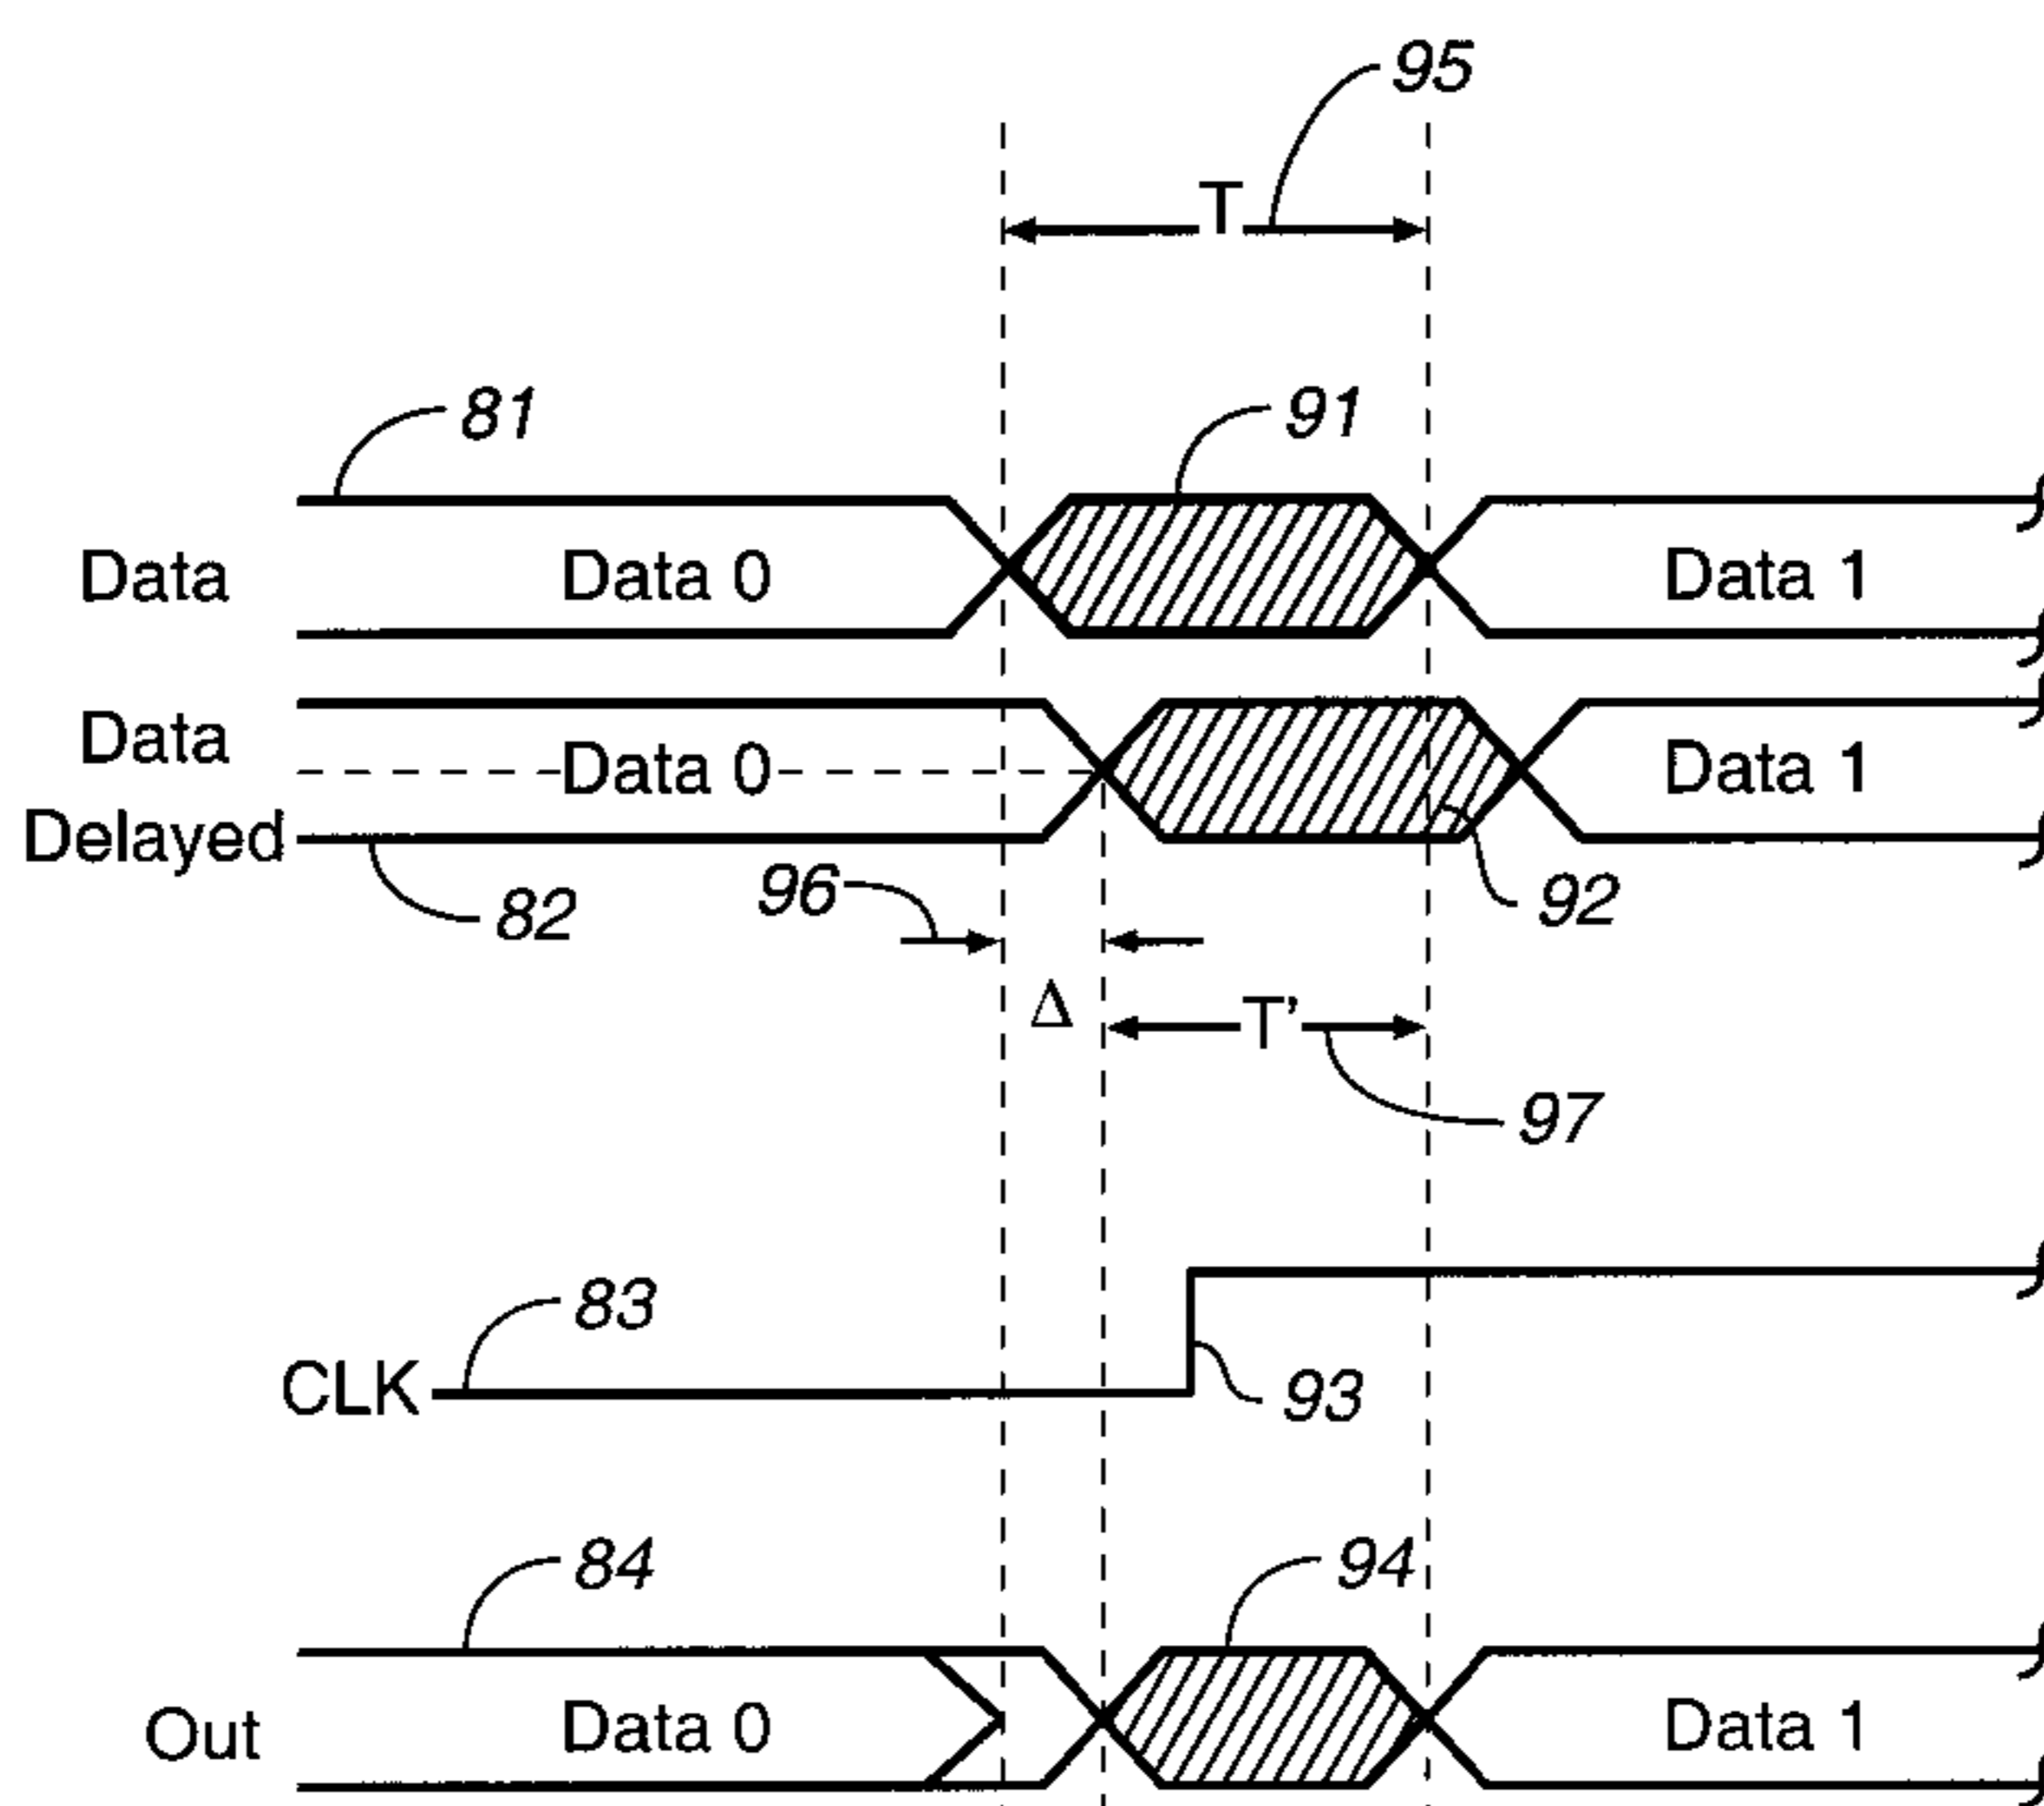 95
T
81
91
Data
Data 0
Data 1
Data
Delayed
Data 0
Data 1
96
82
92
Δ
T'
97
83
CLK
93
84
94
Out
Data 0
Data 1